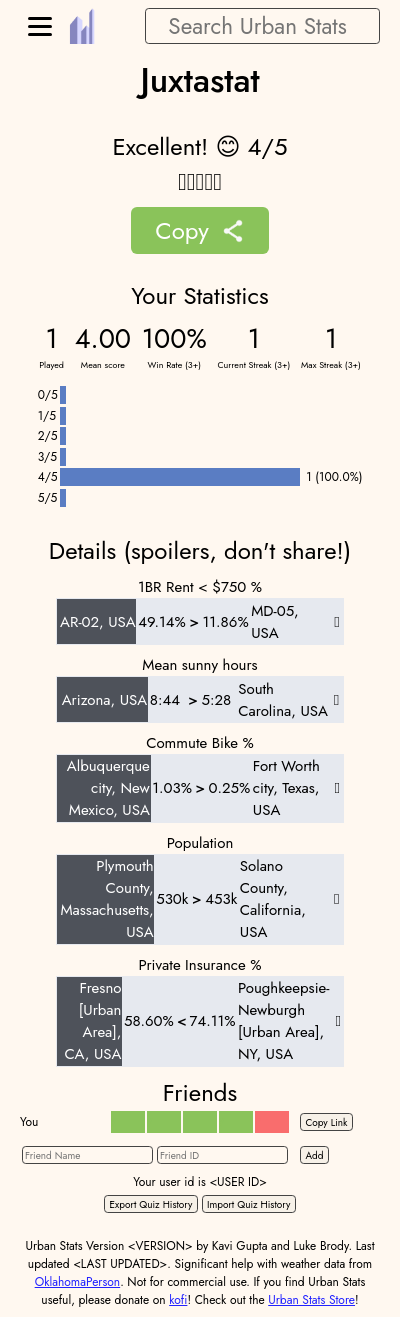 Search Urban Stats
Juxtastat
Excellent! 😊 4/5
Copy
Your Statistics
1 4.00 100% 1 1
Played Mean score Win Rate (3+) Current Streak (3+) Max Streak (3+)
0/5
1/5
2/5
3/5
4/5 1 (100.0%)
5/5
Details (spoilers, don't share!)
1BR Rent < $750 %
AR-02, USA 49.14% > 11.86% MD-05,
USA
Mean sunny hours
Arizona, USA 8:44 > 5:28 South
Carolina, USA
Commute Bike %
Albuquerque
city, New
Mexico, USA
1.03% > 0.25%
Fort Worth
city, Texas,
USA
Population
Plymouth
County,
Massachusetts,
USA
530k > 453k
Solano
County,
California,
USA
Private Insurance %
Fresno
[Urban
Area],
CA, USA
58.60% < 74.11%
Poughkeepsie-
Newburgh
[Urban Area],
NY, USA
Friends
You Copy Link
Friend Name Friend ID Add
Your user id is <USER ID>
Export Quiz History Import Quiz History
Urban Stats Version <VERSION> by Kavi Gupta and Luke Brody. Last
updated <LAST UPDATED>. Significant help with weather data from
OklahomaPerson. Not for commercial use. If you find Urban Stats
useful, please donate on kofi! Check out the Urban Stats Store!